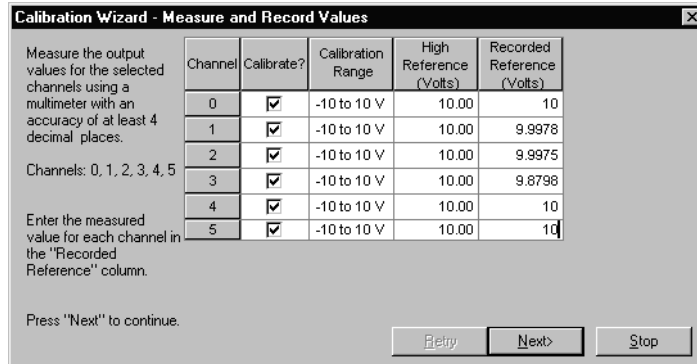 Calibration Wizard - Measure and Record Values
Measure the output
values for the selected
channels using a
multimeter with an
accuracy of at least 4
decimal places.
Channels: 0, 1, 2, 3, 4, 5
Enter the measured
value for each channel in
the "Recorded
Reference" column.
Press "Next" to continue.
Channel Calibrate? Calibration Range High Reference (Volts) Recorded Reference (Volts)
0 -10 to 10 V 10.00 10
1 -10 to 10 V 10.00 9.9978
2 -10 to 10 V 10.00 9.9975
3 -10 to 10 V 10.00 9.8798
4 -10 to 10 V 10.00 10
5 -10 to 10 V 10.00 10
Retry Next> Stop